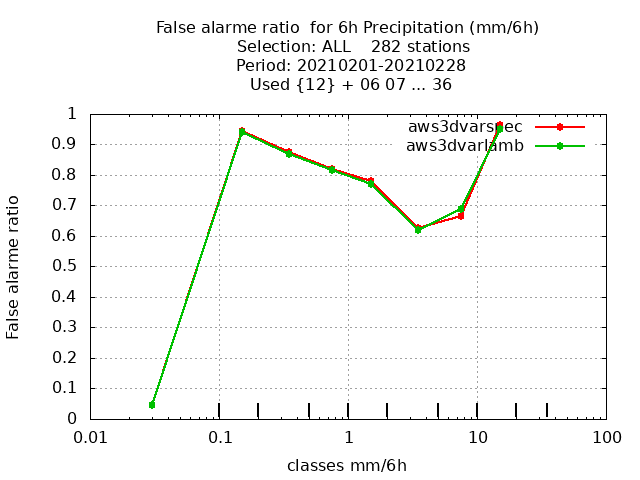 False alarme ratio  for 6h Precipitation (mm/6h)
Selection: ALL    282 stations
Period: 20210201-20210228
Used {12} + 06 07 ... 36
aws3dvarspec
aws3dvarlamb
1
0.9
0.8
0.7
0.6
0.5
0.4
0.3
0.2
0.1
0
False alarme ratio
0.01 0.1 1 10 100
classes mm/6h